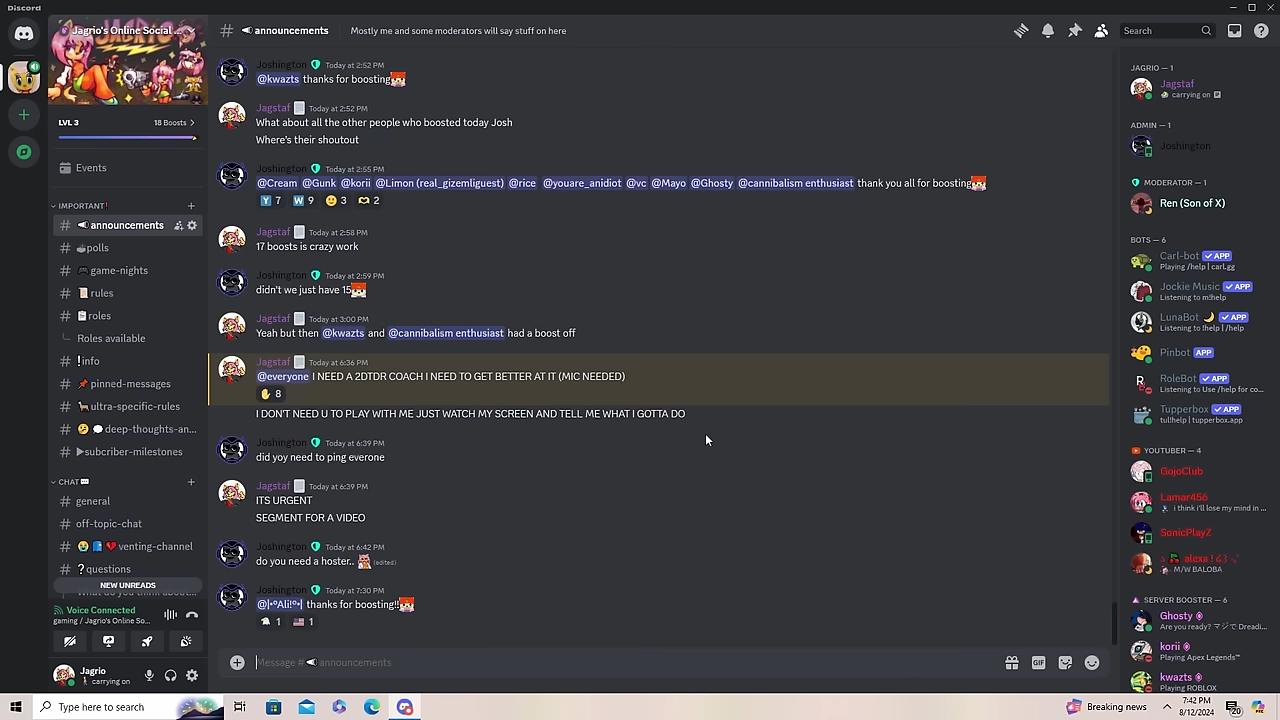 Discord
Jagrio's Online Social ...
# announcements
Mostly me and some moderators will say stuff on here
Search
LVL 3
18 Boosts >
Events
IMPORTANT!
# announcements
# polls
# game-nights
# rules
# roles
Roles available
# !info
# pinned-messages
# ultra-specific-rules
# deep-thoughts-an...
# subcriber-milestones
CHAT
# general
# off-topic-chat
# venting-channel
# ?questions
NEW UNREADS
Voice Connected
gaming / Jagrio's Online So...
Jagrio
carrying on
Joshington Today at 2:52 PM
@kwazts thanks for boosting
Jagstaf Today at 2:52 PM
What about all the other people who boosted today Josh
Where's their shoutout
Joshington Today at 2:55 PM
@Cream @Gunk @korii @Limon (real_gizemliguest) @rice @youare_anidiot @vc @Mayo @Ghosty @cannibalism enthusiast thank you all for boosting
Y 7 W 9 3 2
Jagstaf Today at 2:58 PM
17 boosts is crazy work
Joshington Today at 2:59 PM
didn't we just have 15
Jagstaf Today at 3:00 PM
Yeah but then @kwazts and @cannibalism enthusiast had a boost off
Jagstaf Today at 6:36 PM
@everyone I NEED A 2DTDR COACH I NEED TO GET BETTER AT IT (MIC NEEDED)
8
I DON'T NEED U TO PLAY WITH ME JUST WATCH MY SCREEN AND TELL ME WHAT I GOTTA DO
Joshington Today at 6:39 PM
did yoy need to ping everone
Jagstaf Today at 6:39 PM
ITS URGENT
SEGMENT FOR A VIDEO
Joshington Today at 6:42 PM
do you need a hoster.. (edited)
Joshington Today at 7:30 PM
@|•°Ali!°•| thanks for boosting!!
1 1
Message # announcements
GIF
JAGRIO — 1
Jagstaf
carrying on
ADMIN — 1
Joshington
MODERATOR — 1
Ren (Son of X)
BOTS — 6
Carl-bot APP
Playing /help | carl.gg
Jockie Music APP
Listening to m!help
LunaBot APP
Listening to !help | /help
Pinbot APP
RoleBot APP
Listening to Use /help for co...
Tupperbox APP
tul!help | tupperbox.app
YOUTUBER — 4
GojoClub
Lamar456
i think i'll lose my mind in ...
SonicPlayZ
alexa !
M/W BALOBA
SERVER BOOSTER — 6
Ghosty
Are you ready? マジで Dreadi...
korii
Playing Apex Legends™
kwazts
Playing ROBLOX
Type here to search
Breaking news
7:42 PM
8/12/2024
20